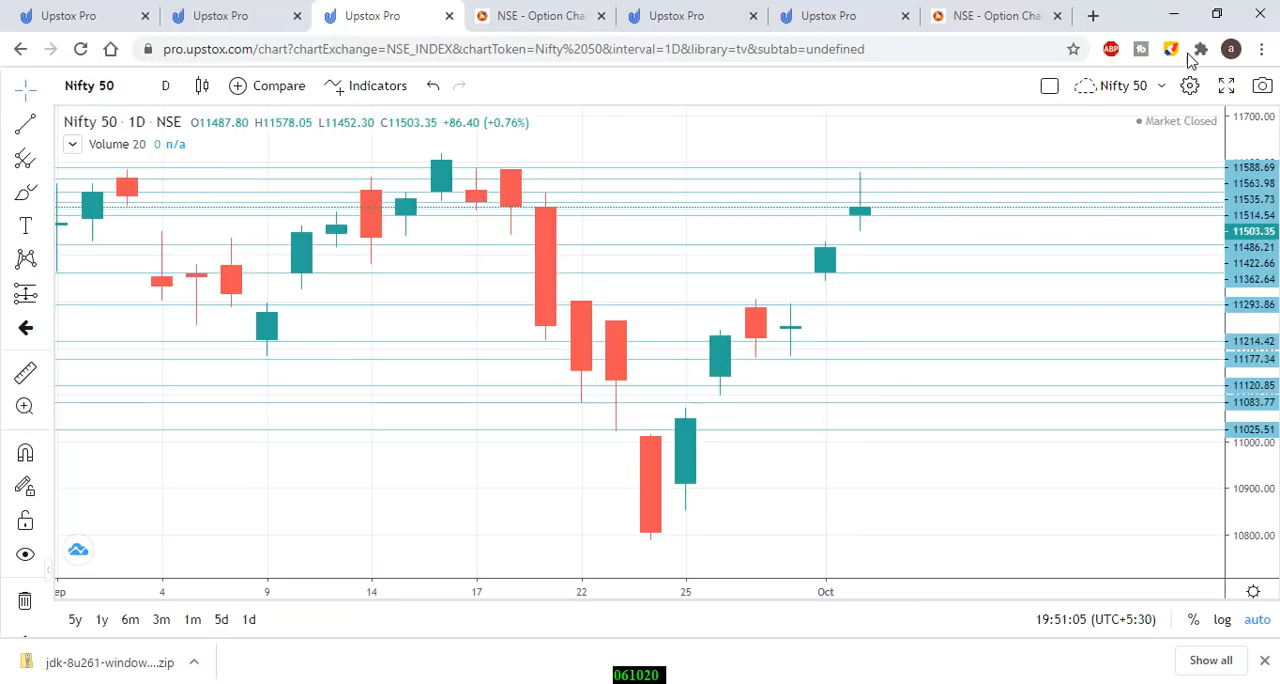 Upstox Pro
Upstox Pro
Upstox Pro
NSE - Option Cha
Upstox Pro
Upstox Pro
NSE - Option Cha
pro.upstox.com/chart?chartExchange=NSE_INDEX&chartToken=Nifty%2050&interval=1D&library=tv&subtab=undefined
ABP
tb
a
Nifty 50 D Compare Indicators Nifty 50
Nifty 50 · 1D · NSE O11487.80 H11578.05 L11452.30 C11503.35 +86.40 (+0.76%)
Market Closed
Volume 20 0 n/a
T
11700.00
11588.69
11563.98
11535.73
11514.54
11503.35
11486.21
11422.66
11362.64
11293.86
11214.42
11177.34
11120.85
11083.77
11025.51
11000.00
10900.00
10800.00
ep 4 9 14 17 22 25 Oct
5y 1y 6m 3m 1m 5d 1d
19:51:05 (UTC+5:30) % log auto
jdk-8u261-window....zip
Show all
061020